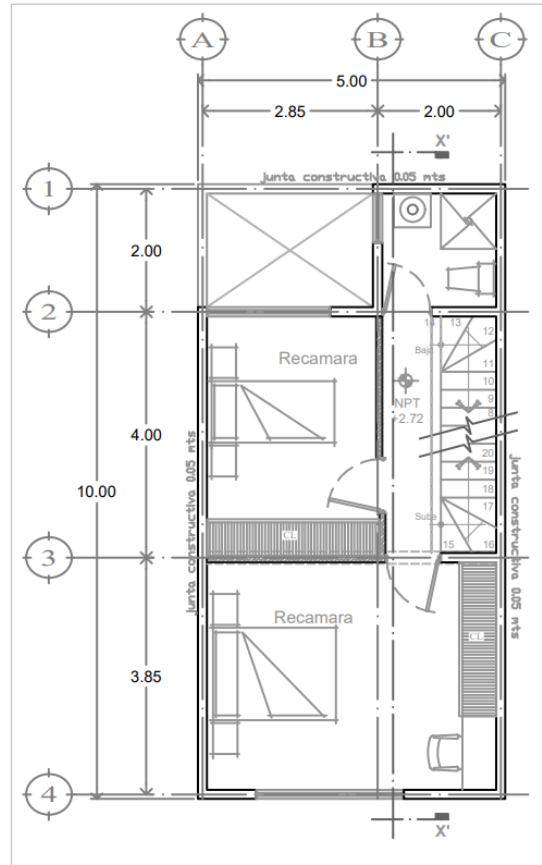 A
B
C
5.00
2.85
2.00
X'
junta constructiva 0.05 mts
1
2.00
2
14
13
12
Baja
11
Recamara
10
9
NPT
8
+2.72
4.00
10.00
20
19
18
17
Sube
CL
15
16
3
junta constructiva 0.05 mts
junta constructiva 0.05 mts
Recamara
CL
3.85
4
X'